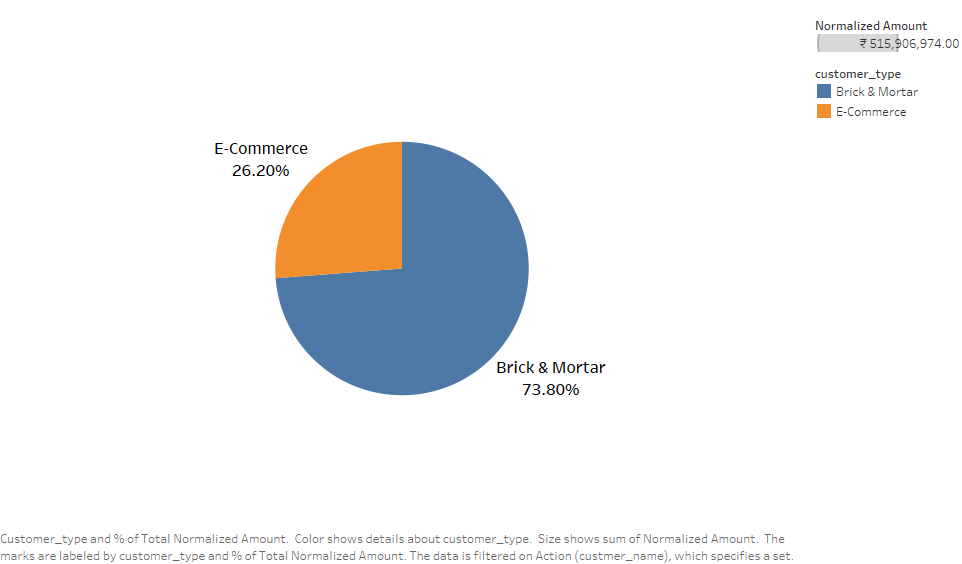 Normalized Amount
₹ 515,906,974.00
customer_type
Brick & Mortar
E-Commerce
E-Commerce
26.20%
Brick & Mortar
73.80%
Customer_type and % of Total Normalized Amount.  Color shows details about customer_type.  Size shows sum of Normalized Amount.  The
marks are labeled by customer_type and % of Total Normalized Amount. The data is filtered on Action (custmer_name), which specifies a set.